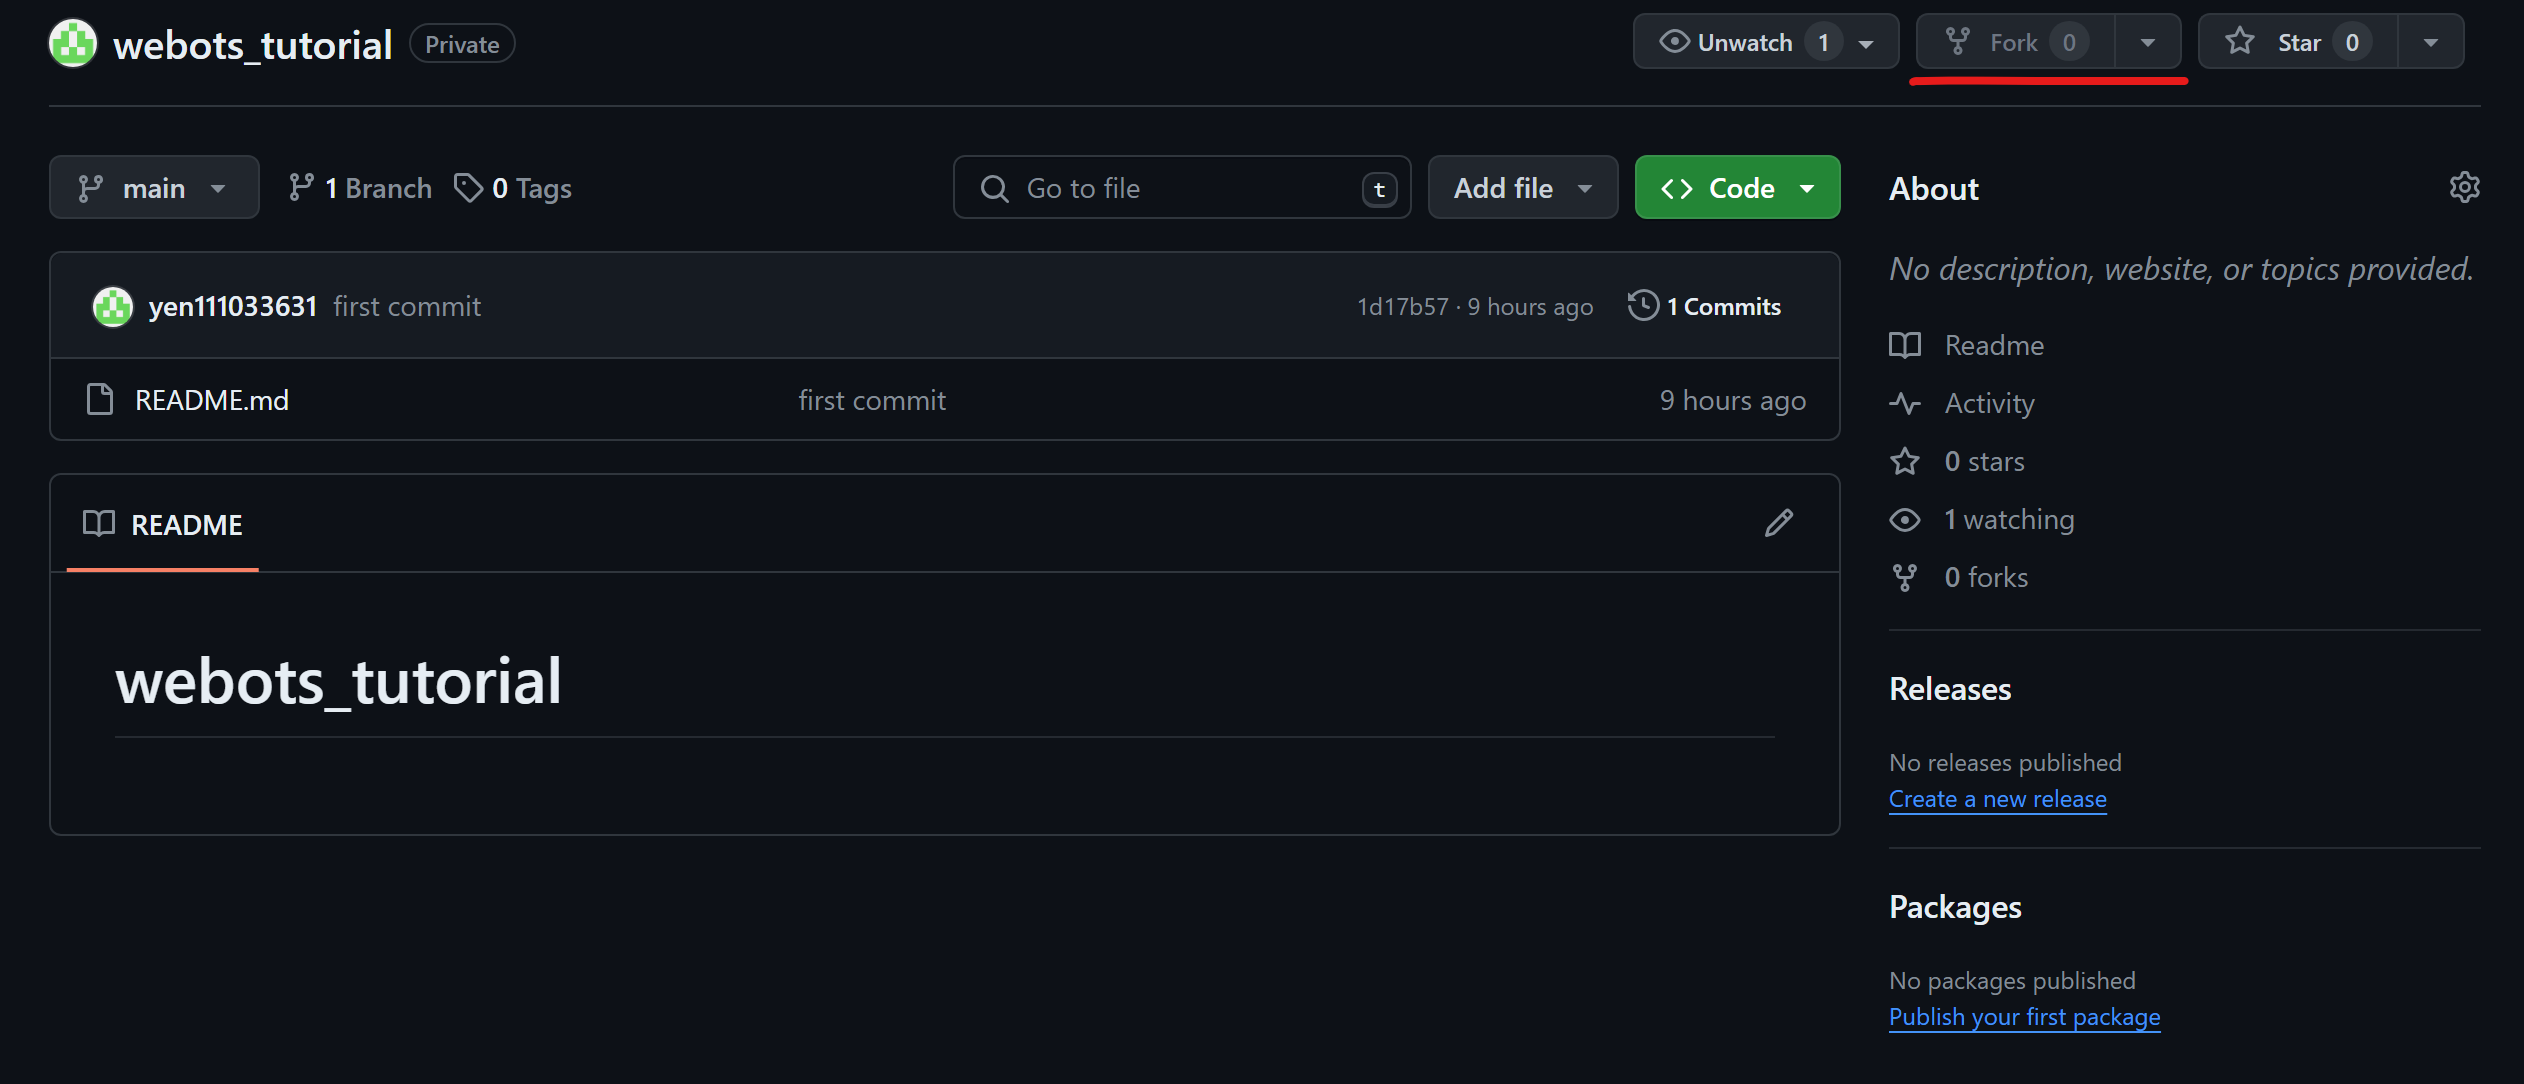 webots_tutorial Private Unwatch 1 Fork 0 Star 0
main 1 Branch 0 Tags Go to file t Add file Code
yen111033631 first commit 1d17b57 · 9 hours ago 1 Commits
README.md first commit 9 hours ago
README
webots_tutorial
About
No description, website, or topics provided.
Readme
Activity
0 stars
1 watching
0 forks
Releases
No releases published
Create a new release
Packages
No packages published
Publish your first package